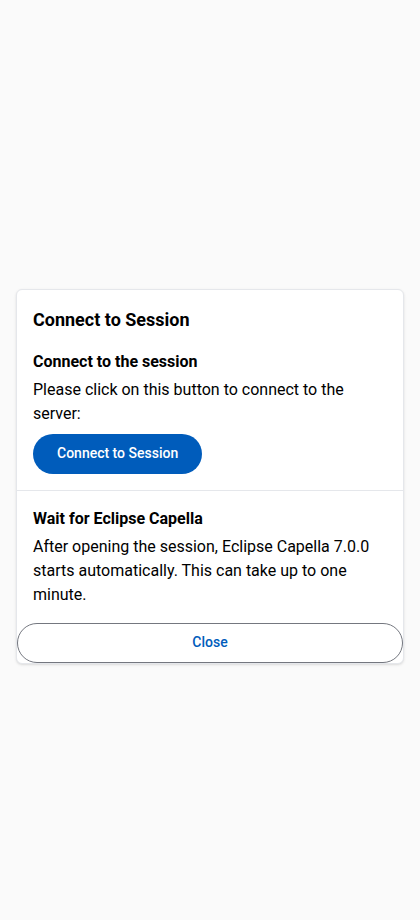 Connect to Session
Connect to the session
Please click on this button to connect to the
server:
Connect to Session
Wait for Eclipse Capella
After opening the session, Eclipse Capella 7.0.0
starts automatically. This can take up to one
minute.
Close